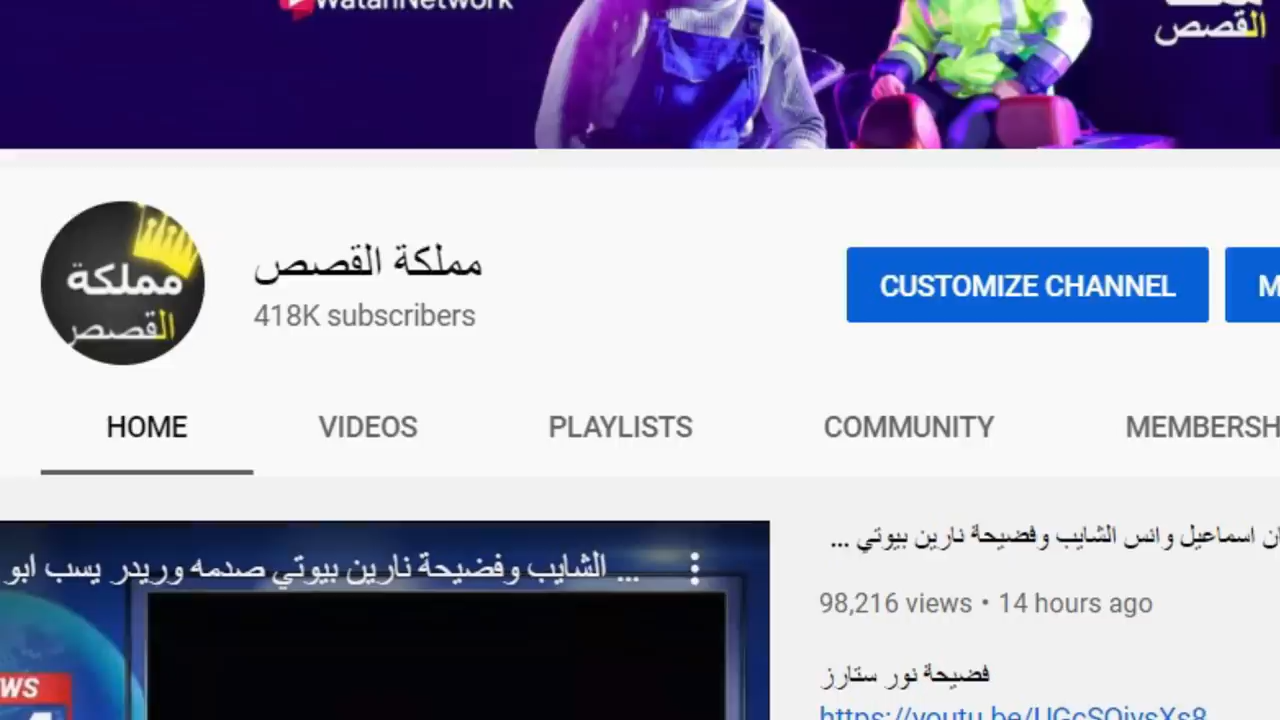 WatanNetwork
القصص
مملكة
القصص
مملكة القصص
418K subscribers
CUSTOMIZE CHANNEL
M
HOME
VIDEOS
PLAYLISTS
COMMUNITY
MEMBERSH
... الشايب وفضيحة نارين بيوتي صدمه وريدر يسب ابو
اسماعيل وانس الشايب وفضيحة نارين بيوتي ...
98,216 views • 14 hours ago
فضيحة نور ستارز